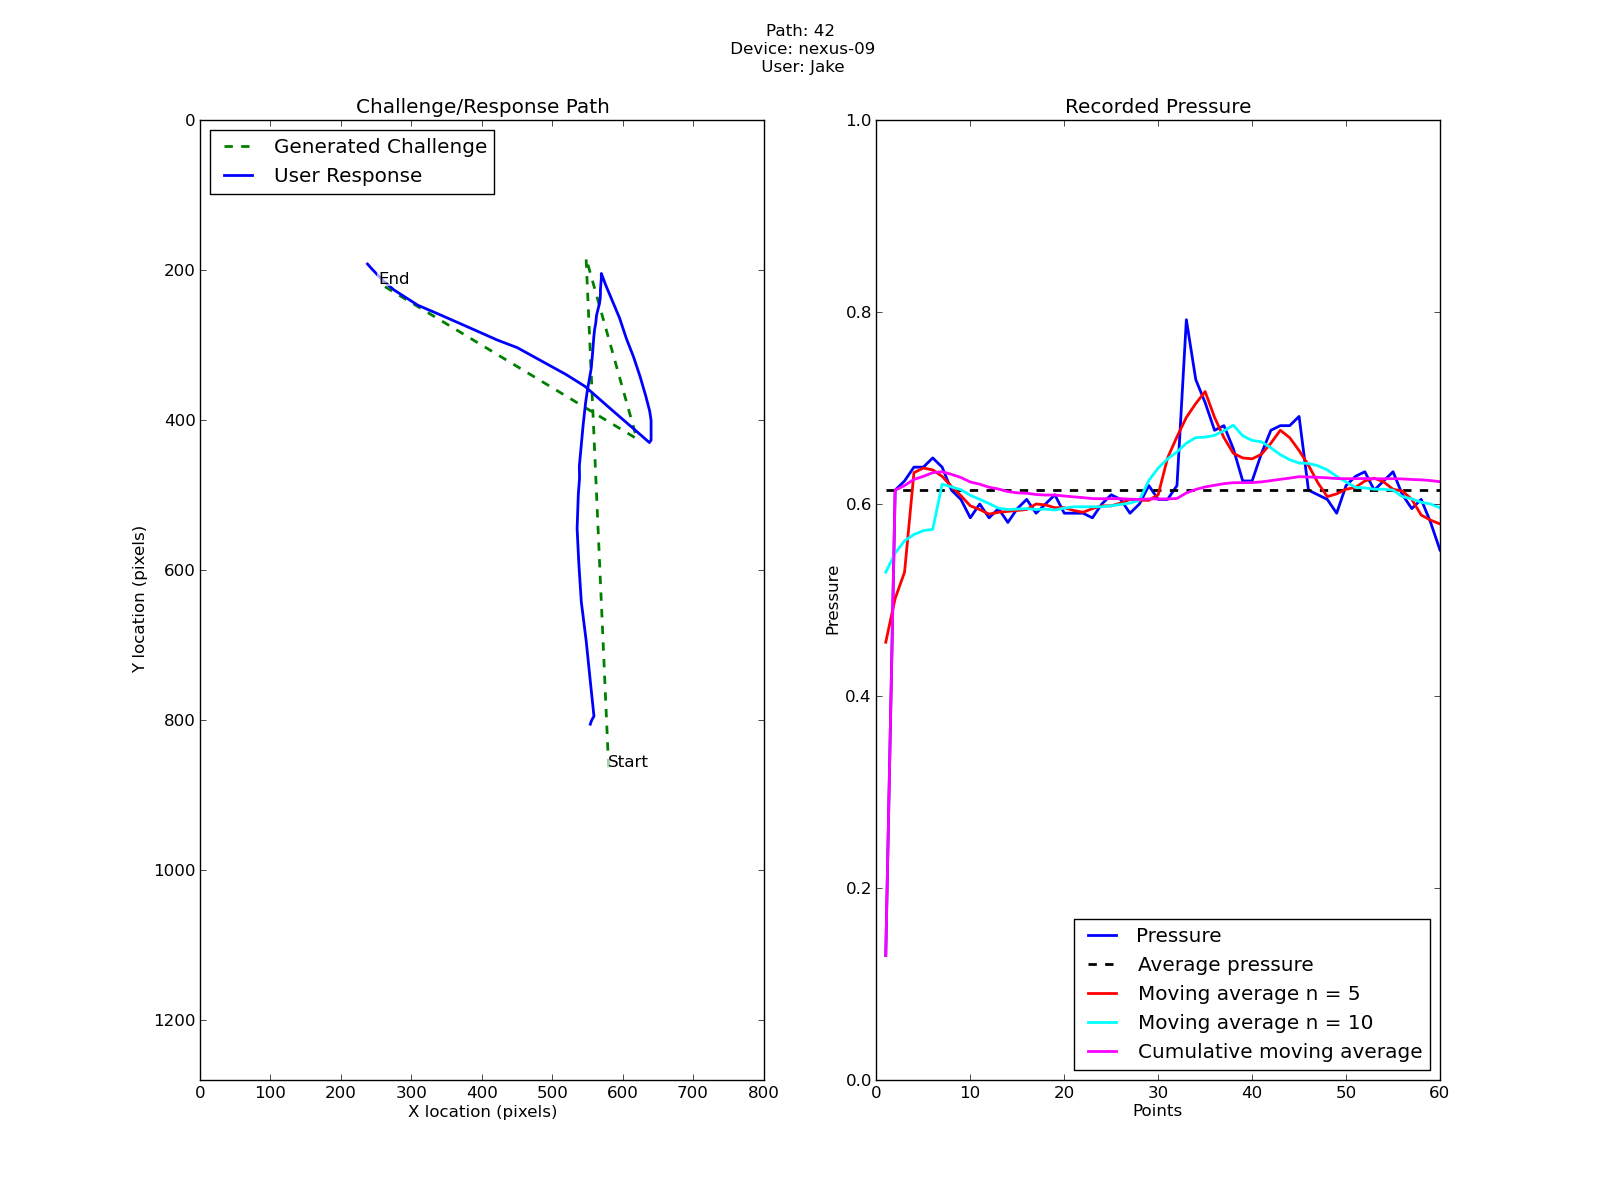 Path: 42
Device: nexus-09
User: Jake
Challenge/Response Path
Generated Challenge
User Response
End
Start
0
200
400
600
800
1000
1200
Y location (pixels)
0 100 200 300 400 500 600 700 800
X location (pixels)
Recorded Pressure
1.0
0.8
0.6
0.4
0.2
0.0
Pressure
Pressure
Average pressure
Moving average n = 5
Moving average n = 10
Cumulative moving average
0 10 20 30 40 50 60
Points